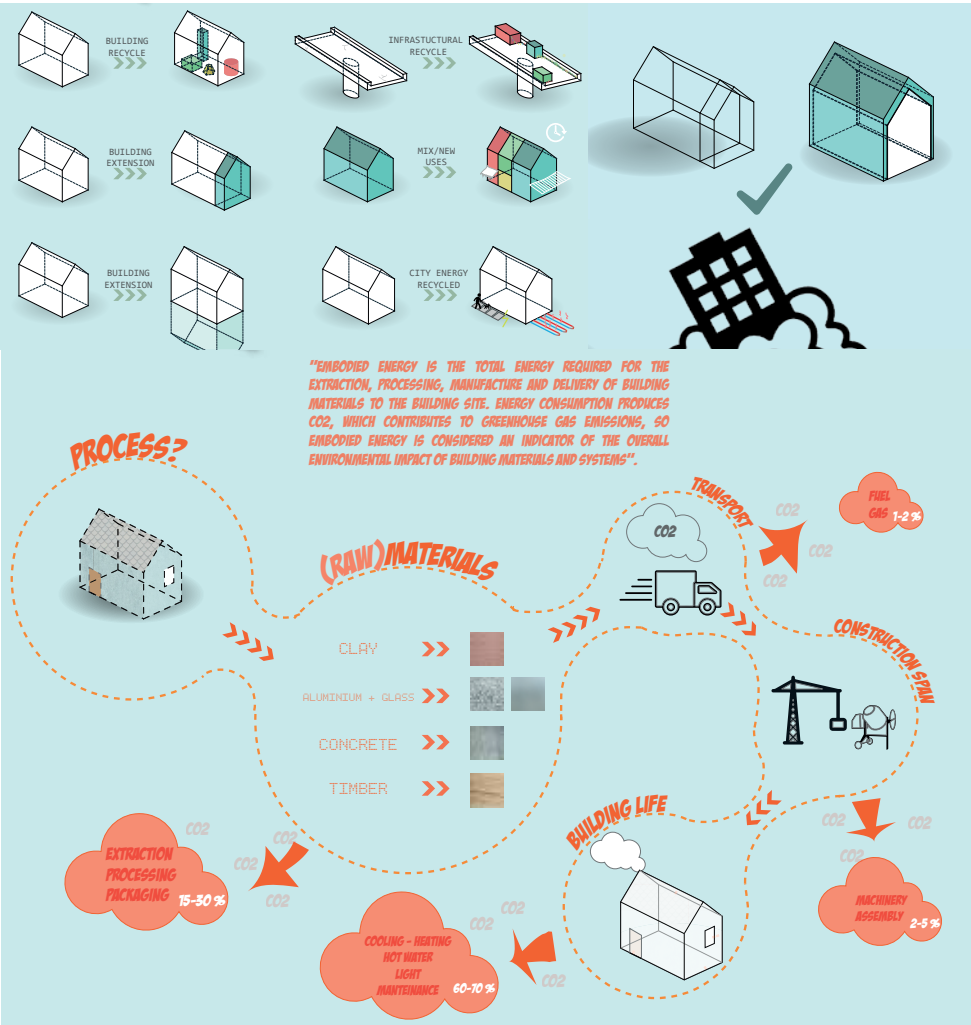 BUILDING
RECYCLE
INFRASTUCTURAL
RECYCLE
BUILDING
EXTENSION
MIX/NEW
USES
BUILDING
EXTENSION
CITY ENERGY
RECYCLED
"EMBODIED ENERGY IS THE TOTAL ENERGY REQUIRED FOR THE
EXTRACTION, PROCESSING, MANUFACTURE AND DELIVERY OF BUILDING
MATERIALS TO THE BUILDING SITE. ENERGY CONSUMPTION PRODUCES
CO2, WHICH CONTRIBUTES TO GREENHOUSE GAS EMISSIONS, SO
EMBODIED ENERGY IS CONSIDERED AN INDICATOR OF THE OVERALL
ENVIRONMENTAL IMPACT OF BUILDING MATERIALS AND SYSTEMS".
PROCESS?
(RAW)MATERIALS
CLAY
ALUMINIUM + GLASS
CONCRETE
TIMBER
TRANSPORT
CO2
CO2
CO2
CO2
FUEL
GAS 1-2 %
CONSTRUCTION SPAN
CO2
CO2
CO2
MACHINERY
ASSEMBLY
2-5 %
BUILDING LIFE
CO2
CO2
CO2
COOLING - HEATING
HOT WATER
LIGHT
MANTEINANCE 60-70 %
CO2
CO2
CO2
CO2
EXTRACTION
PROCESSING
PACKAGING 15-30 %